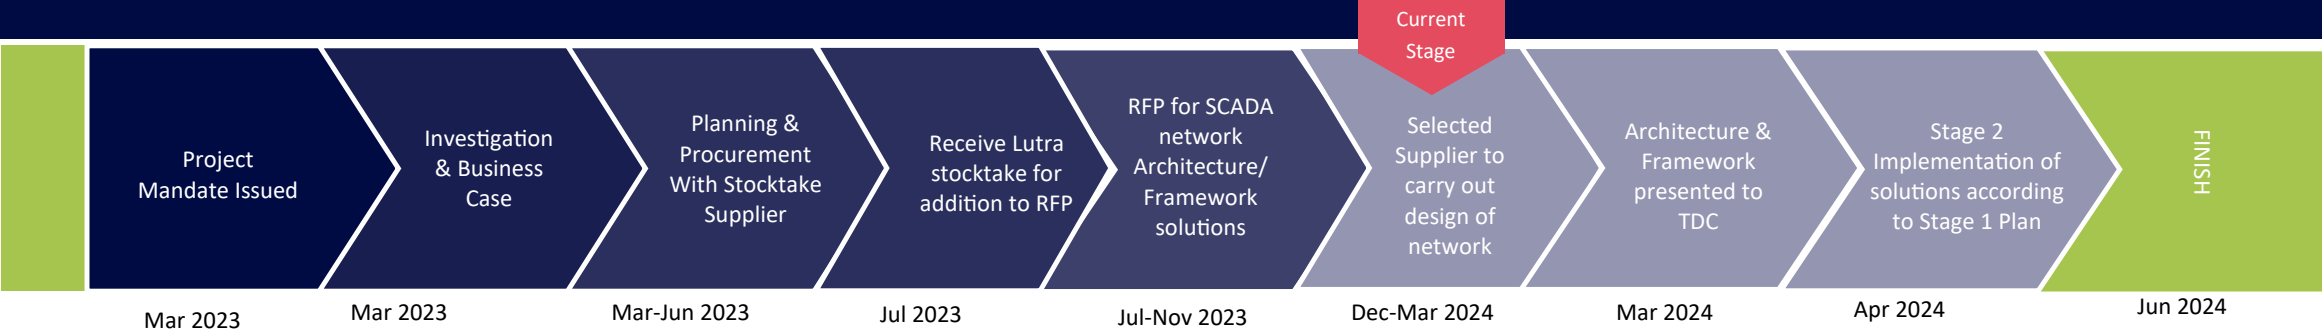 Current
Stage
Project
Mandate Issued
Investigation
& Business
Case
Planning &
Procurement
With Stocktake
Supplier
Receive Lutra
stocktake for
addition to RFP
RFP for SCADA
network
Architecture/
Framework
solutions
Selected
Supplier to
carry out
design of
network
Architecture &
Framework
presented to
TDC
Stage 2
Implementation of
solutions according
to Stage 1 Plan
FINISH
Mar 2023
Mar 2023
Mar-Jun 2023
Jul 2023
Jul-Nov 2023
Dec-Mar 2024
Mar 2024
Apr 2024
Jun 2024